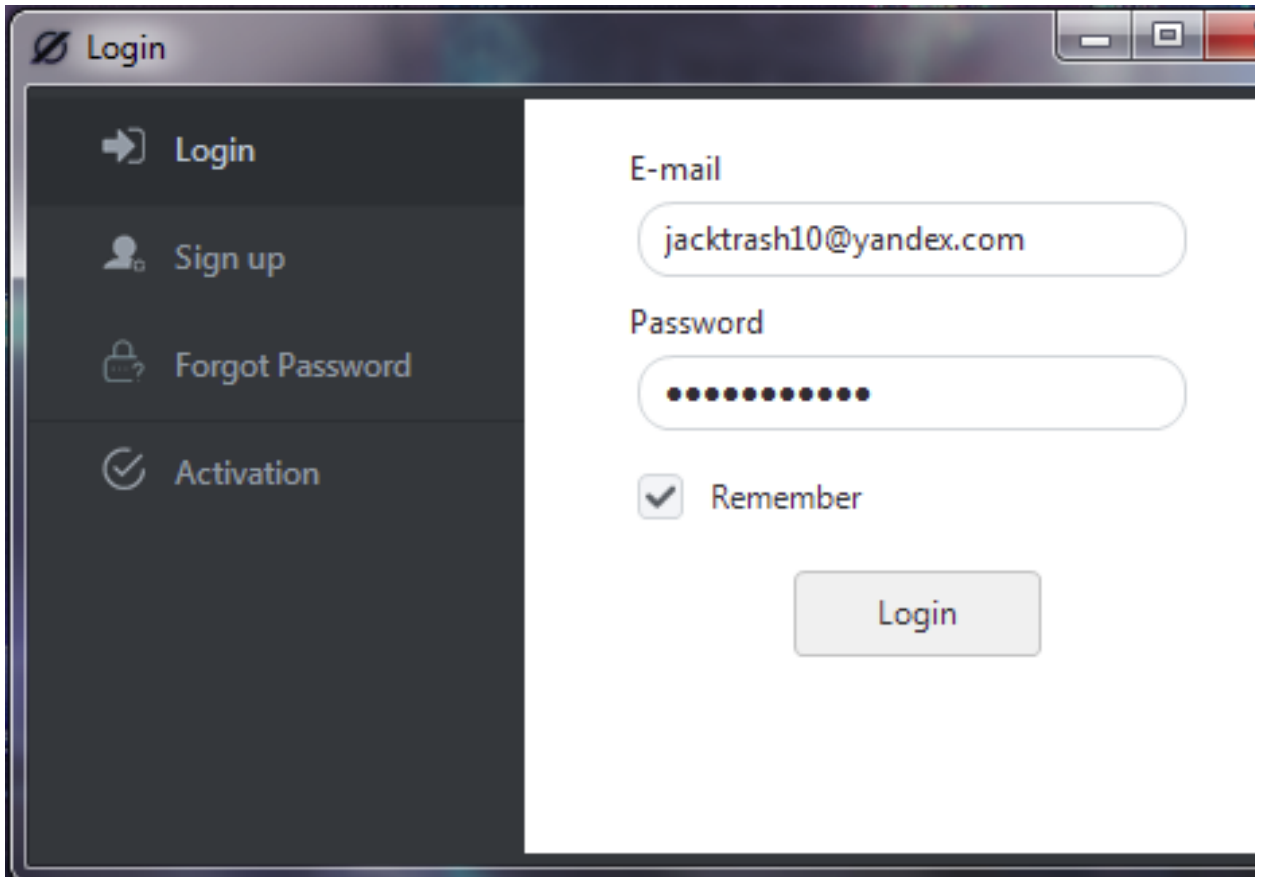 Login
Login
Sign up
Forgot Password
Activation
E-mail
jacktrash10@yandex.com
Password
•••••••••••
Remember
Login